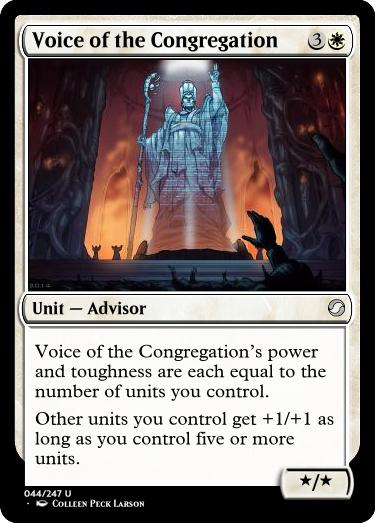 Voice of the Congregation 3
2014
Unit — Advisor
Voice of the Congregation's power
and toughness are each equal to the
number of units you control.
Other units you control get +1/+1 as
long as you control five or more
units.
★/★
044/247 U
Colleen Peck Larson